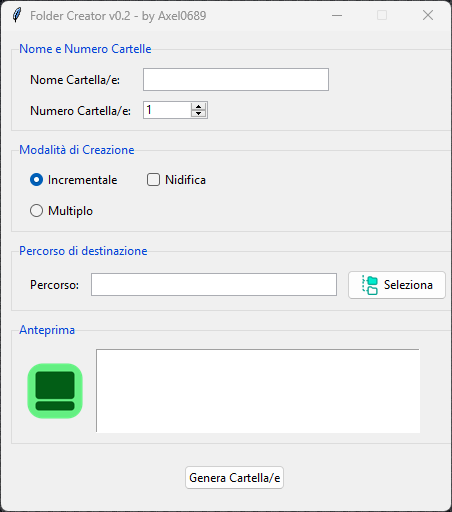 Folder Creator v0.2 - by Axel0689
Nome e Numero Cartelle
Nome Cartella/e:
Numero Cartella/e: 1
Modalità di Creazione
Incrementale Nidifica
Multiplo
Percorso di destinazione
Percorso: Seleziona
Anteprima
Genera Cartella/e